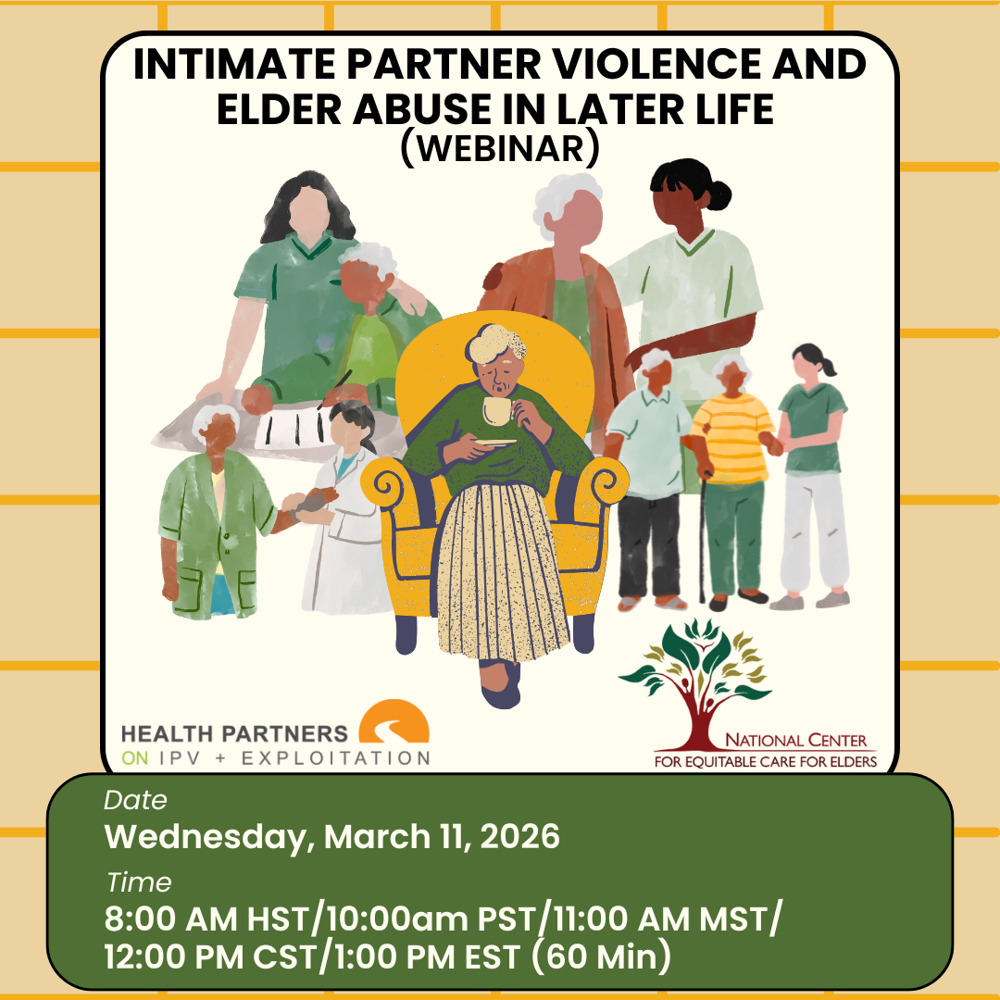 INTIMATE PARTNER VIOLENCE AND
ELDER ABUSE IN LATER LIFE
(WEBINAR)
HEALTH PARTNERS
ON IPV + EXPLOITATION
NATIONAL CENTER
FOR EQUITABLE CARE FOR ELDERS
Date
Wednesday, March 11, 2026
Time
8:00 AM HST/10:00am PST/11:00 AM MST/
12:00 PM CST/1:00 PM EST (60 Min)